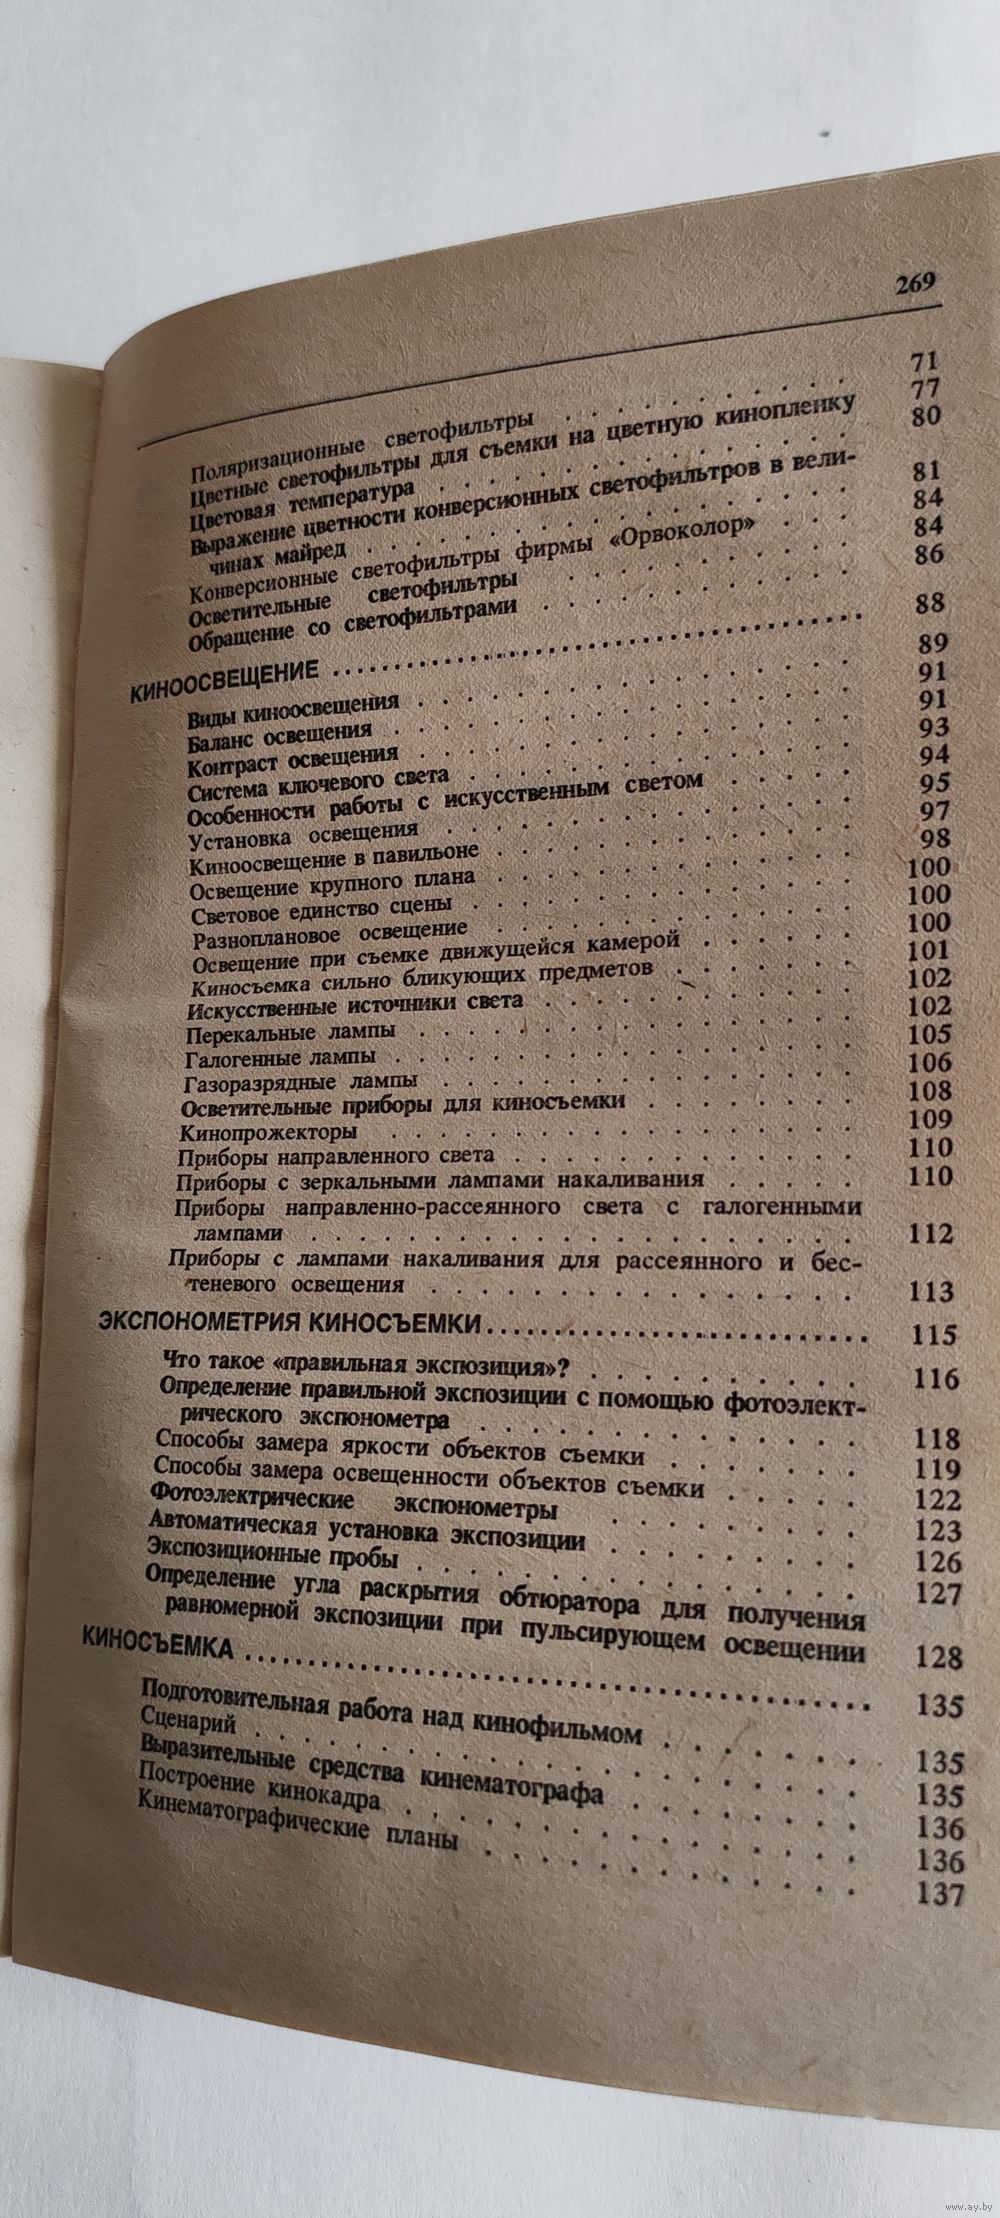 269
Поляризационные светофильтры . . . . . . . . . . 71
Цветные светофильтры для съемки на цветную кинопленку 77
Цветовая температура . . . . . . . . . . . . . . 80
Выражение цветности конверсионных светофильтров в вели-
чинах майред . . . . . . . . . . . . . . . . . 81
Конверсионные светофильтры фирмы «Орвоколор» . . . 84
Осветительные светофильтры . . . . . . . . . . 84
Обращение со светофильтрами . . . . . . . . . . 86
КИНООСВЕЩЕНИЕ . . . . . . . . . . . . . . . . . . 88
Виды киноосвещения . . . . . . . . . . . . . . . 89
Баланс освещения . . . . . . . . . . . . . . . . 91
Контраст освещения . . . . . . . . . . . . . . . 91
Система ключевого света . . . . . . . . . . . . . 93
Особенности работы с искусственным светом . . . . . 94
Установка освещения . . . . . . . . . . . . . . 95
Киноосвещение в павильоне . . . . . . . . . . . . 97
Освещение крупного плана . . . . . . . . . . . . 98
Световое единство сцены . . . . . . . . . . . . . 100
Разноплановое освещение . . . . . . . . . . . . 100
Освещение при съемке движущейся камерой . . . . . 100
Киносъемка сильно бликующих предметов . . . . . . 101
Искусственные источники света . . . . . . . . . . 102
Перекальные лампы . . . . . . . . . . . . . . . 102
Галогенные лампы . . . . . . . . . . . . . . . . 105
Газоразрядные лампы . . . . . . . . . . . . . . 106
Осветительные приборы для киносъемки . . . . . . . 108
Кинопрожекторы . . . . . . . . . . . . . . . . 109
Приборы направленного света . . . . . . . . . . . 110
Приборы с зеркальными лампами накаливания . . . . . 110
Приборы направленно-рассеянного света с галогенными
лампами . . . . . . . . . . . . . . . . . . . 112
Приборы с лампами накаливания для рассеянного и бес-
теневого освещения . . . . . . . . . . . . . . 113
ЭКСПОНОМЕТРИЯ КИНОСЪЕМКИ . . . . . . . . . . . . 115
Что такое «правильная экспозиция»? . . . . . . . . 116
Определение правильной экспозиции с помощью фотоэлект-
рического экспонометра . . . . . . . . . . . . . 118
Способы замера яркости объектов съемки . . . . . . 119
Способы замера освещенности объектов съемки . . . . 122
Фотоэлектрические экспонометры . . . . . . . . . 123
Автоматическая установка экспозиции . . . . . . . . 126
Экспозиционные пробы . . . . . . . . . . . . . . 127
Определение угла раскрытия обтюратора для получения
равномерной экспозиции при пульсирующем освещении 128
КИНОСЪЕМКА . . . . . . . . . . . . . . . . . . . 135
Подготовительная работа над кинофильмом . . . . . . 135
Сценарий . . . . . . . . . . . . . . . . . . . 135
Выразительные средства кинематографа . . . . . . . 136
Построение кинокадра . . . . . . . . . . . . . . 136
Кинематографические планы . . . . . . . . . . . . 137
www.ay.by